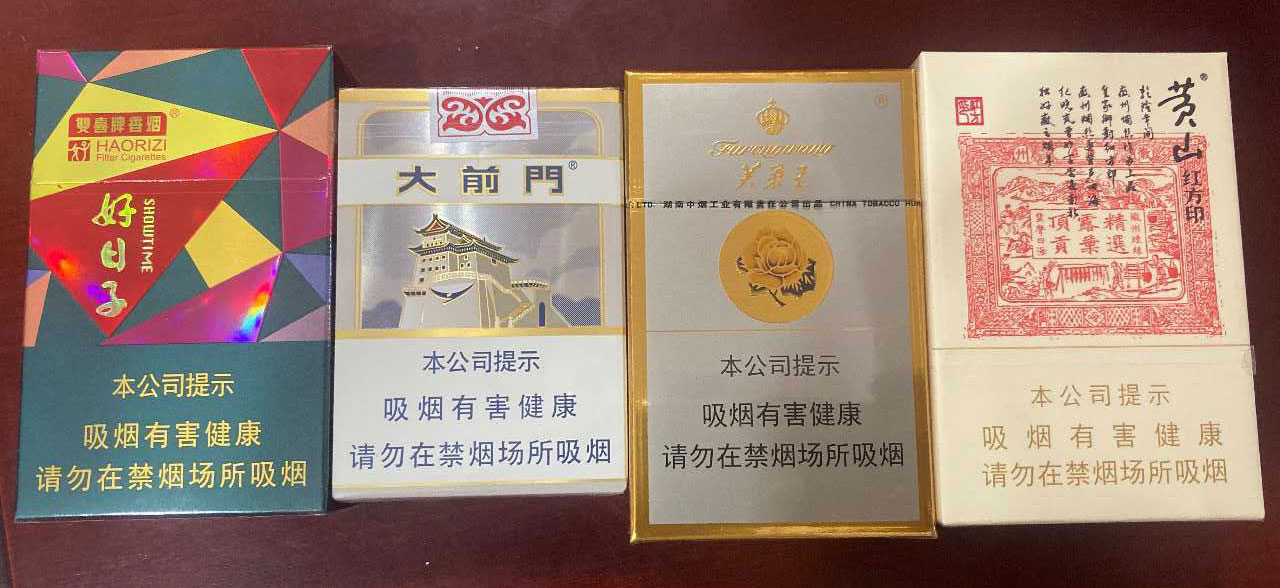 雙喜牌香烟
HAORIZI
Filter Cigarettes
好日子
SHOWTIME
本公司提示
吸烟有害健康
请勿在禁烟场所吸烟
大前門
本公司提示
吸烟有害健康
请勿在禁烟场所吸烟
Furongwang
芙蓉王
LTD. 湖南中烟工业有限责任公司出品 CHINA TOBACCO HUN
本公司提示
吸烟有害健康
请勿在禁烟场所吸烟
黄山
红方印
精選
露葉
頂貢
本公司提示
吸烟有害健康
请勿在禁烟场所吸烟